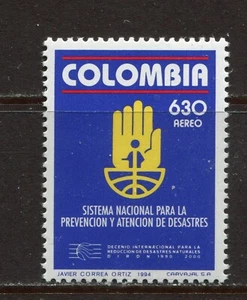 COLOMBIA
630
AEREO
SISTEMA NACIONAL PARA LA
PREVENCION Y ATENCION DE DESASTRES
DECENIO INTERNACIONAL PARA LA
REDUCCION DE DESASTRES NATURALES
DIRDN 1990 2000
JAVIER CORREA ORTIZ 1994 CARVAJAL S.A.